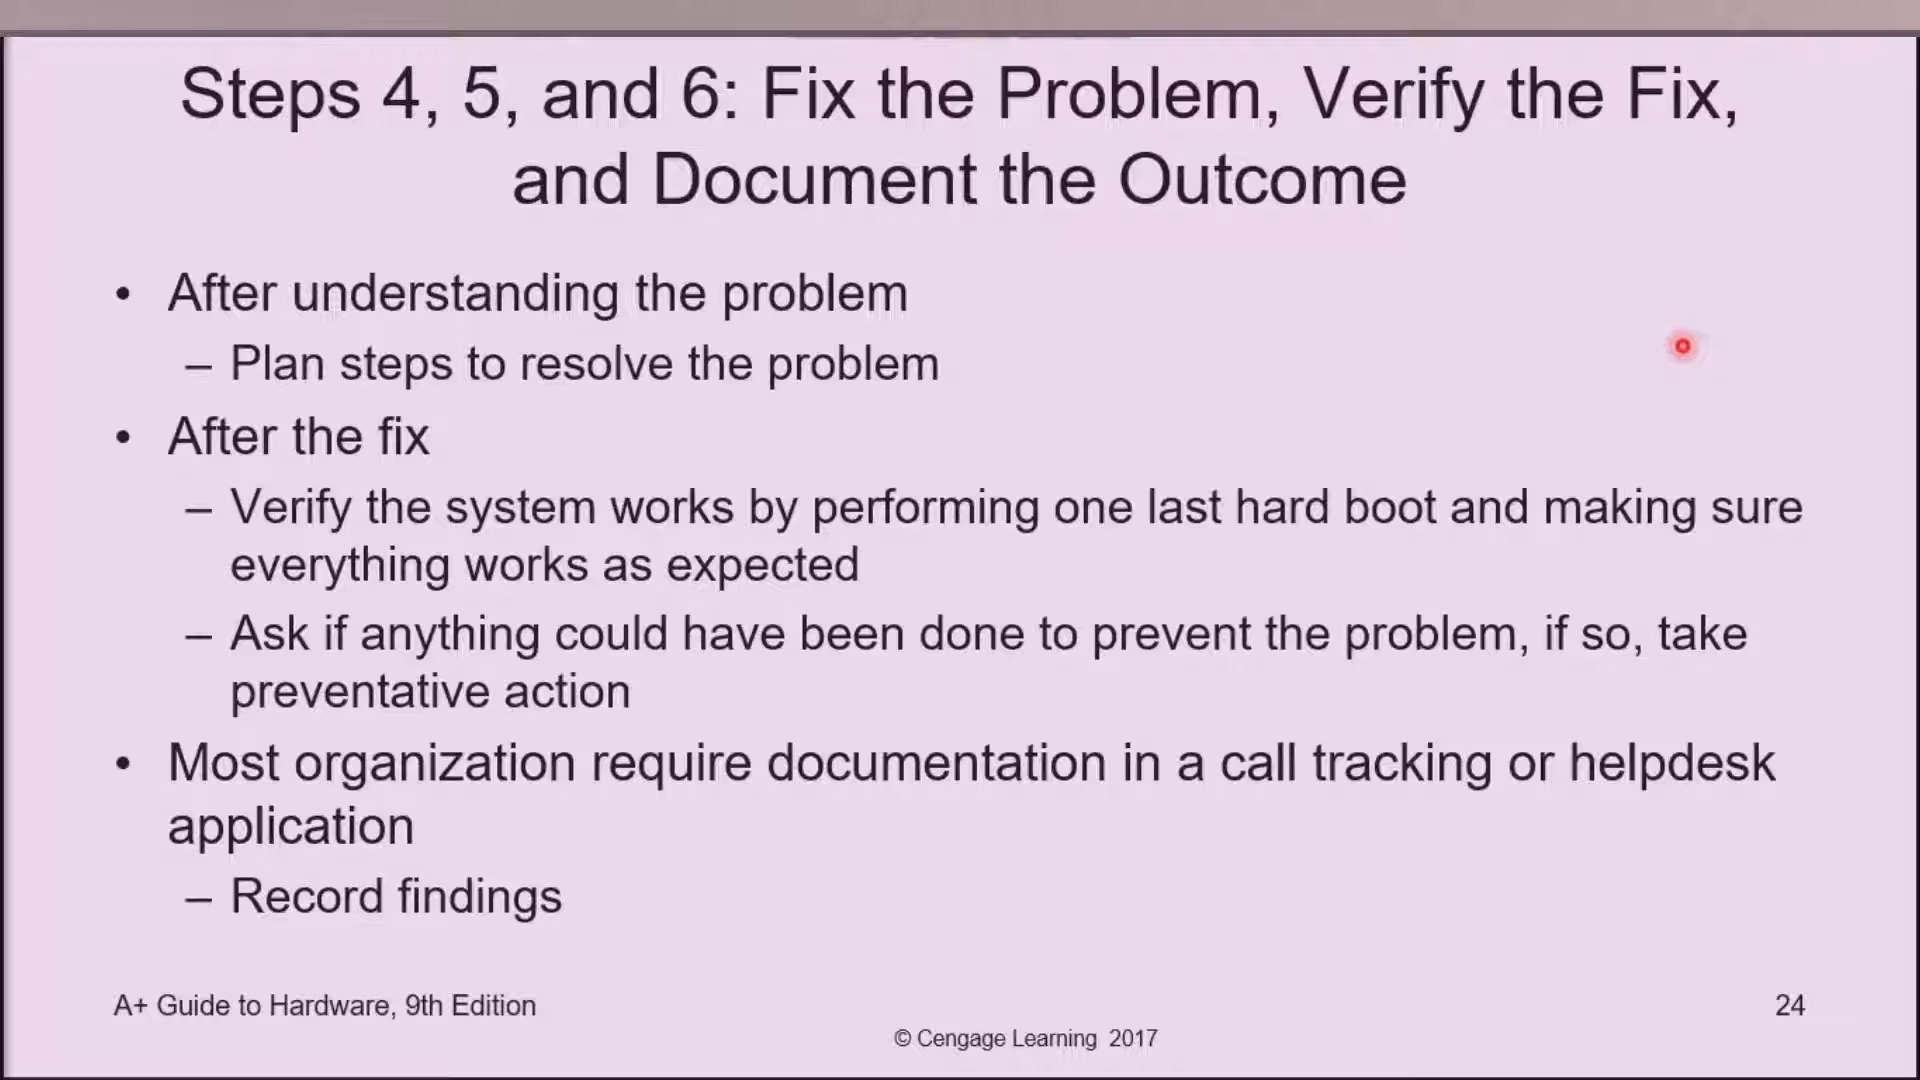 Steps 4, 5, and 6: Fix the Problem, Verify the Fix,
and Document the Outcome
• After understanding the problem
– Plan steps to resolve the problem
• After the fix
– Verify the system works by performing one last hard boot and making sure
everything works as expected
– Ask if anything could have been done to prevent the problem, if so, take
preventative action
• Most organization require documentation in a call tracking or helpdesk
application
– Record findings
A+ Guide to Hardware, 9th Edition
24
© Cengage Learning 2017